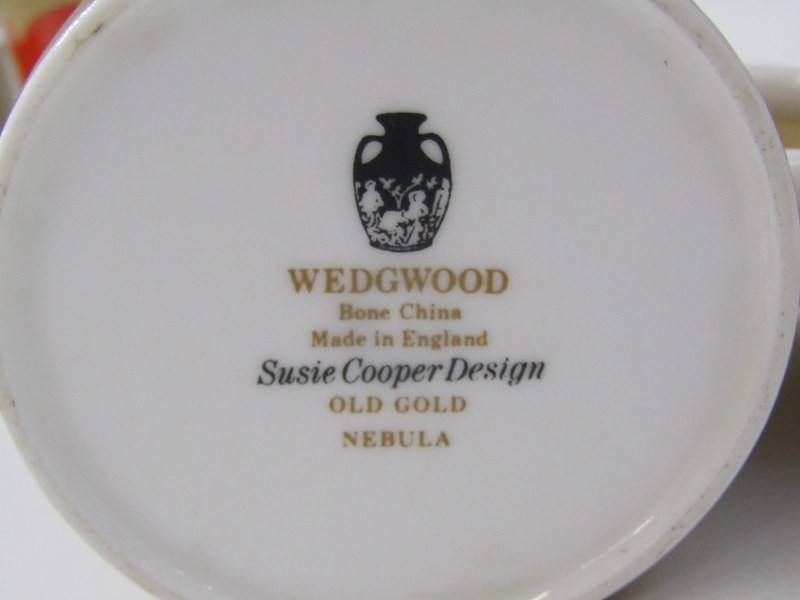 WEDGWOOD
Bone China
Made in England
Susie Cooper Design
OLD GOLD
NEBULA